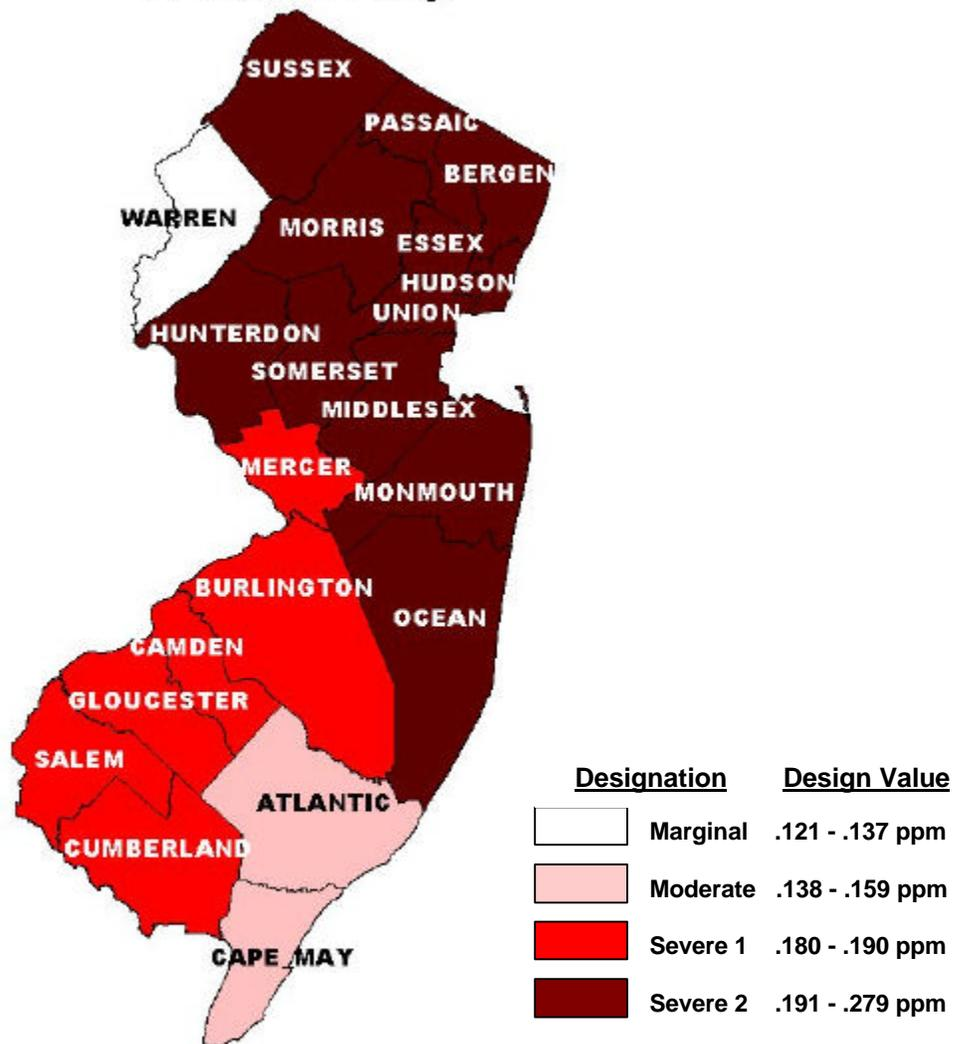 SUSSEX
PASSAIC
BERGEN
WARREN
MORRIS
ESSEX
HUDSON
UNION
HUNTERDON
SOMERSET
MIDDLESEX
MERCER
MONMOUTH
BURLINGTON
OCEAN
CAMDEN
GLOUCESTER
SALEM
ATLANTIC
CUMBERLAND
CAPE MAY
Designation Design Value
Marginal .121 - .137 ppm
Moderate .138 - .159 ppm
Severe 1 .180 - .190 ppm
Severe 2 .191 - .279 ppm